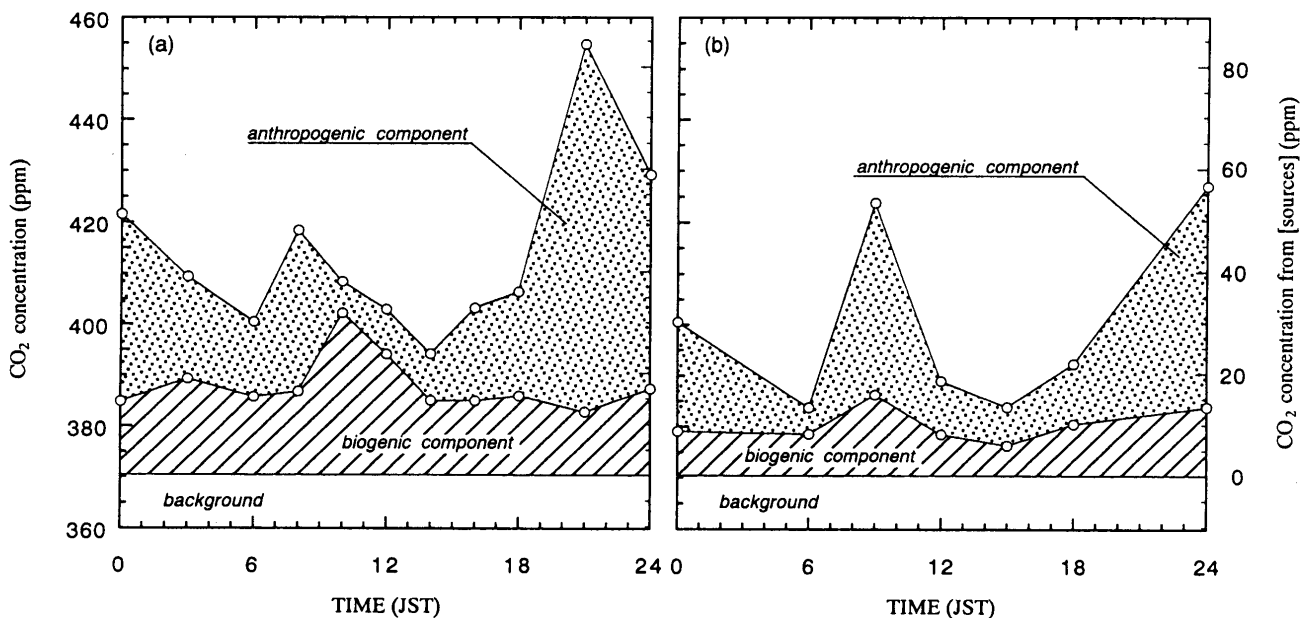 460
440
420
400
380
360
CO₂ concentration (ppm)
(a)
anthropogenic component
biogenic component
background
0 6 12 18 24
TIME (JST)
(b)
anthropogenic component
biogenic component
background
0 6 12 18 24
TIME (JST)
80
60
40
20
0
CO₂ concentration from [sources] (ppm)